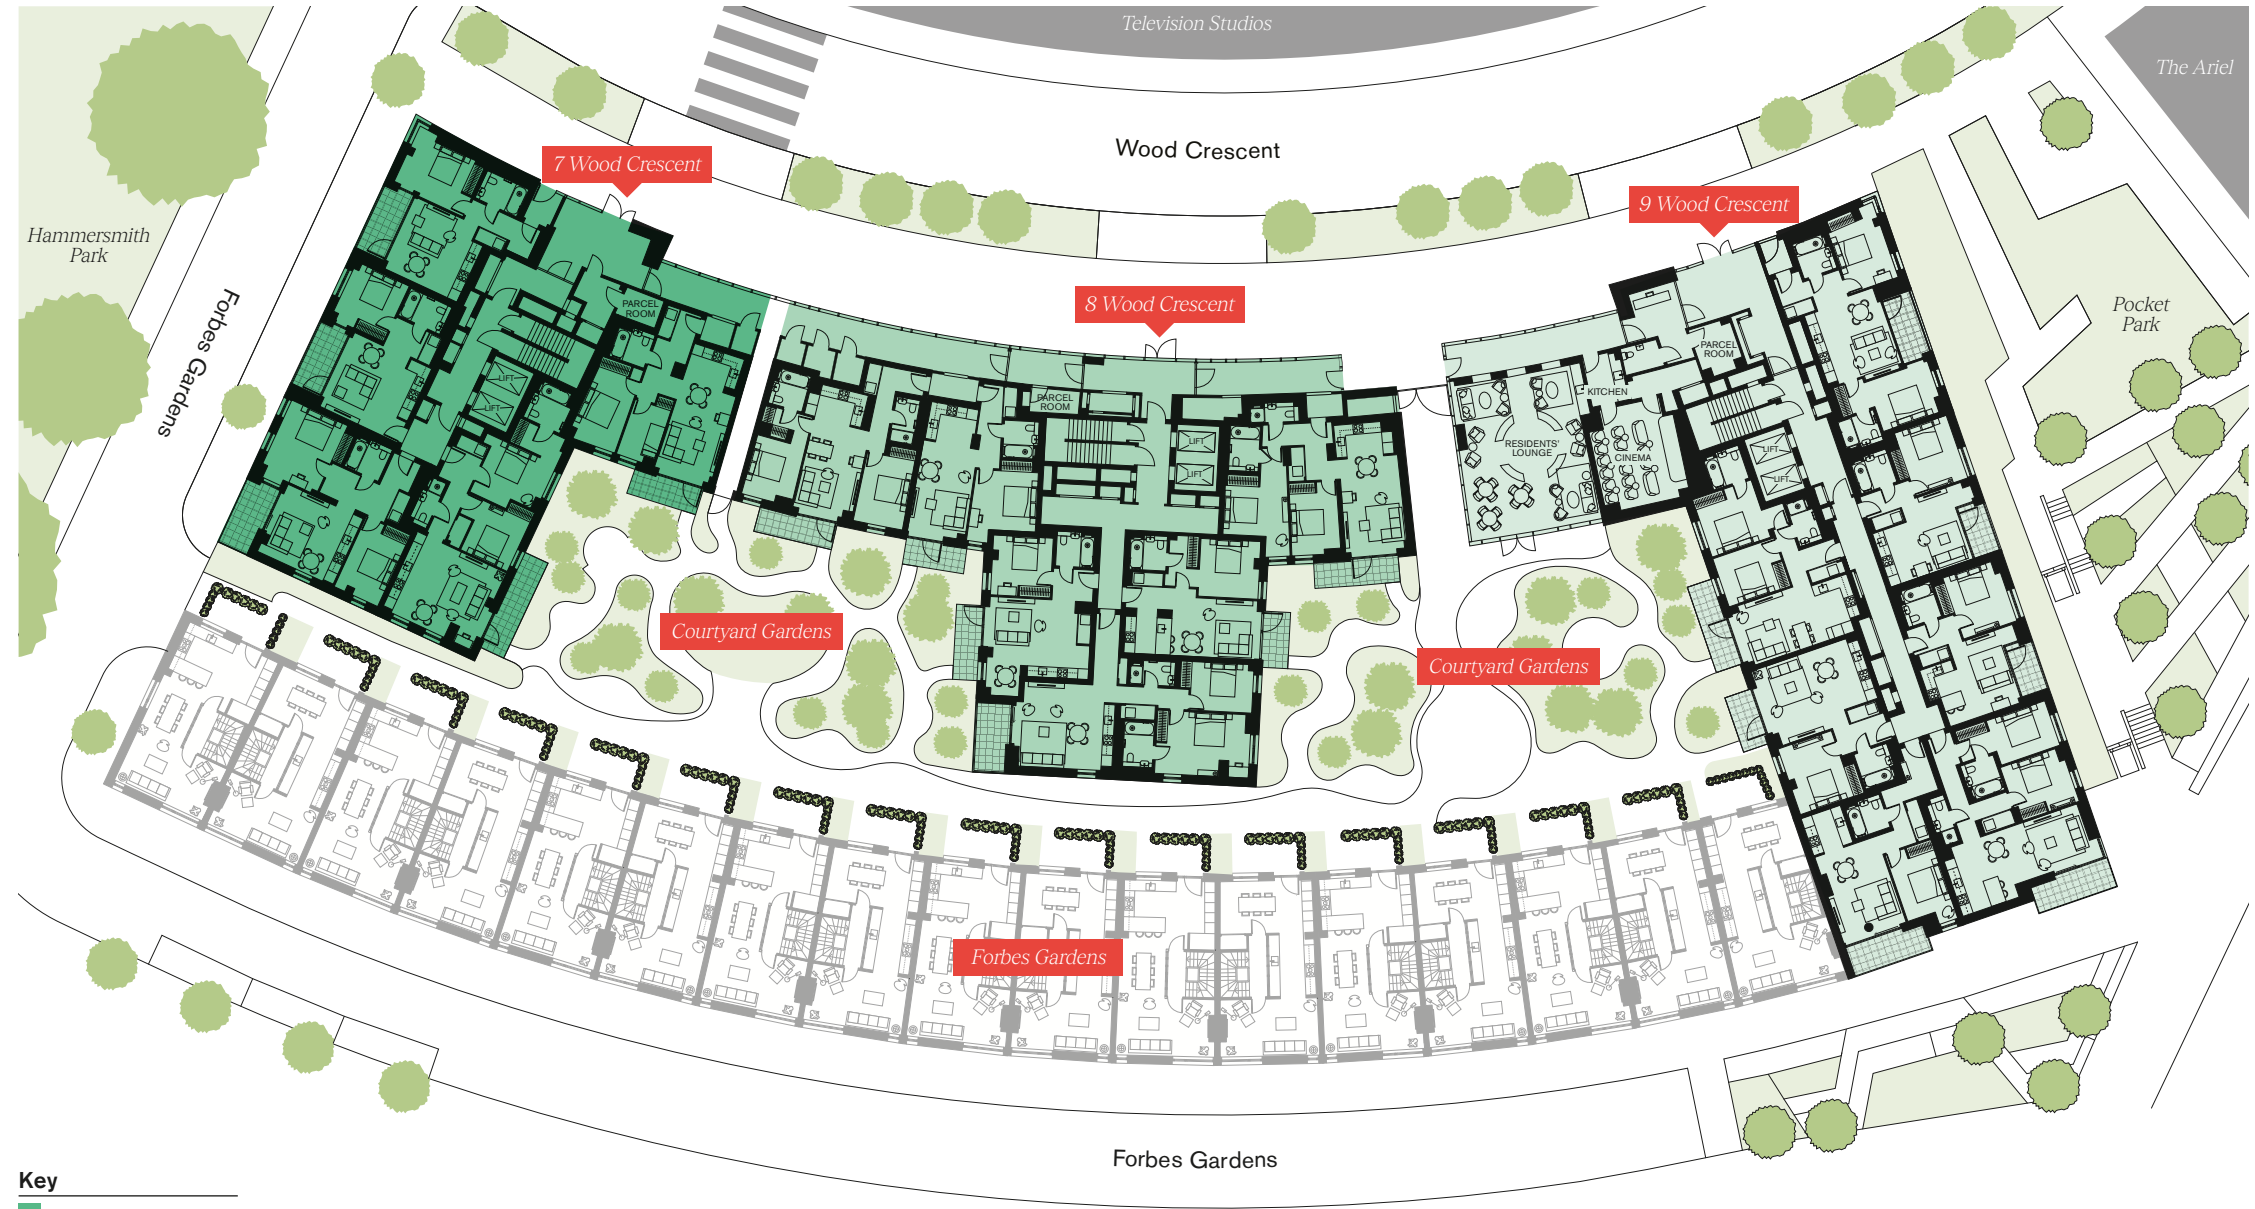 Television Studios
The Ariel
Wood Crescent
7 Wood Crescent
9 Wood Crescent
Hammersmith
Park
8 Wood Crescent
Pocket
Park
Forbes Gardens
PARCEL
ROOM
LIFT
LIFT
PARCEL
ROOM
LIFT
LIFT
PARCEL
ROOM
KITCHEN
RESIDENTS'
LOUNGE
CINEMA
LIFT
LIFT
Courtyard Gardens
Courtyard Gardens
Forbes Gardens
Forbes Gardens
Key